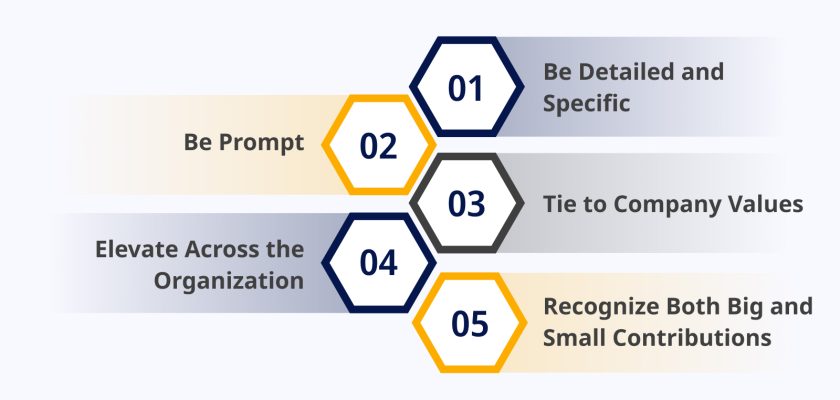 01
Be Detailed and
Specific
02
Be Prompt
03
Tie to Company Values
04
Elevate Across the
Organization
05
Recognize Both Big and
Small Contributions